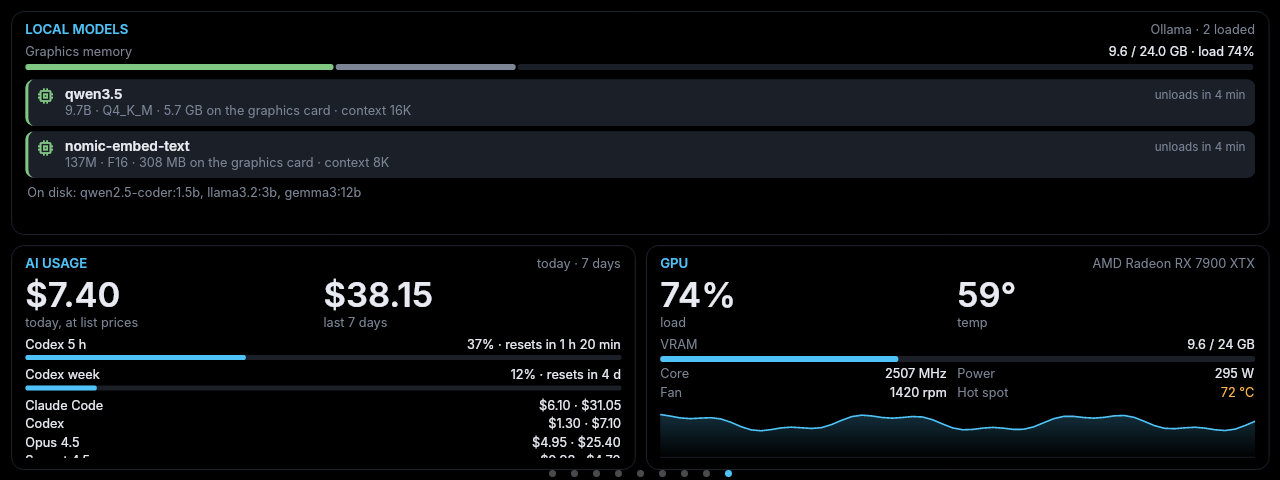 LOCAL MODELS
Ollama · 2 loaded
Graphics memory
9.6 / 24.0 GB · load 74%
qwen3.5
unloads in 4 min
9.7B · Q4_K_M · 5.7 GB on the graphics card · context 16K
nomic-embed-text
unloads in 4 min
137M · F16 · 308 MB on the graphics card · context 8K
On disk: qwen2.5-coder:1.5b, llama3.2:3b, gemma3:12b
AI USAGE
today · 7 days
$7.40
$38.15
today, at list prices
last 7 days
Codex 5 h
37% · resets in 1 h 20 min
Codex week
12% · resets in 4 d
Claude Code
$6.10 · $31.05
Codex
$1.30 · $7.10
Opus 4.5
$4.95 · $25.40
GPU
AMD Radeon RX 7900 XTX
74%
59°
load
temp
VRAM
9.6 / 24 GB
Core
2507 MHz
Power
295 W
Fan
1420 rpm
Hot spot
72 °C